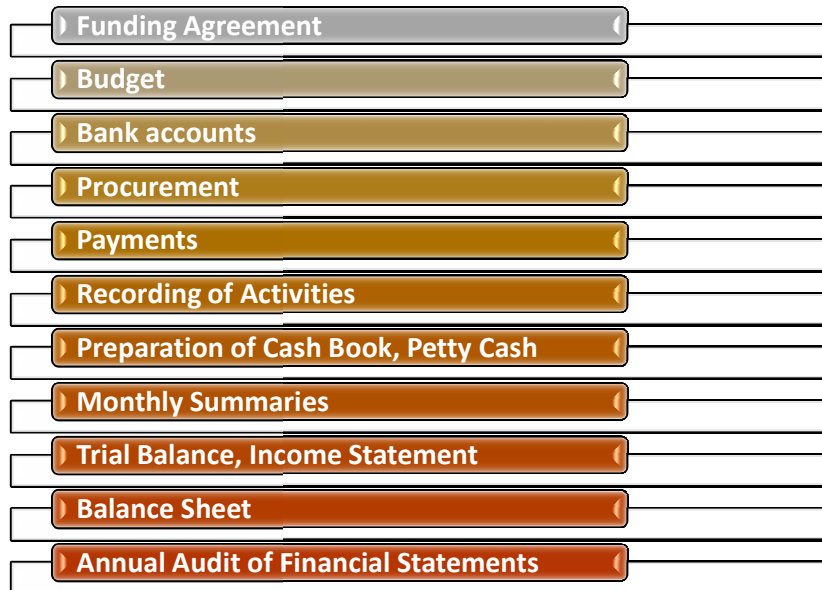 Funding Agreement
Budget
Bank accounts
Procurement
Payments
Recording of Activities
Preparation of Cash Book, Petty Cash
Monthly Summaries
Trial Balance, Income Statement
Balance Sheet
Annual Audit of Financial Statements